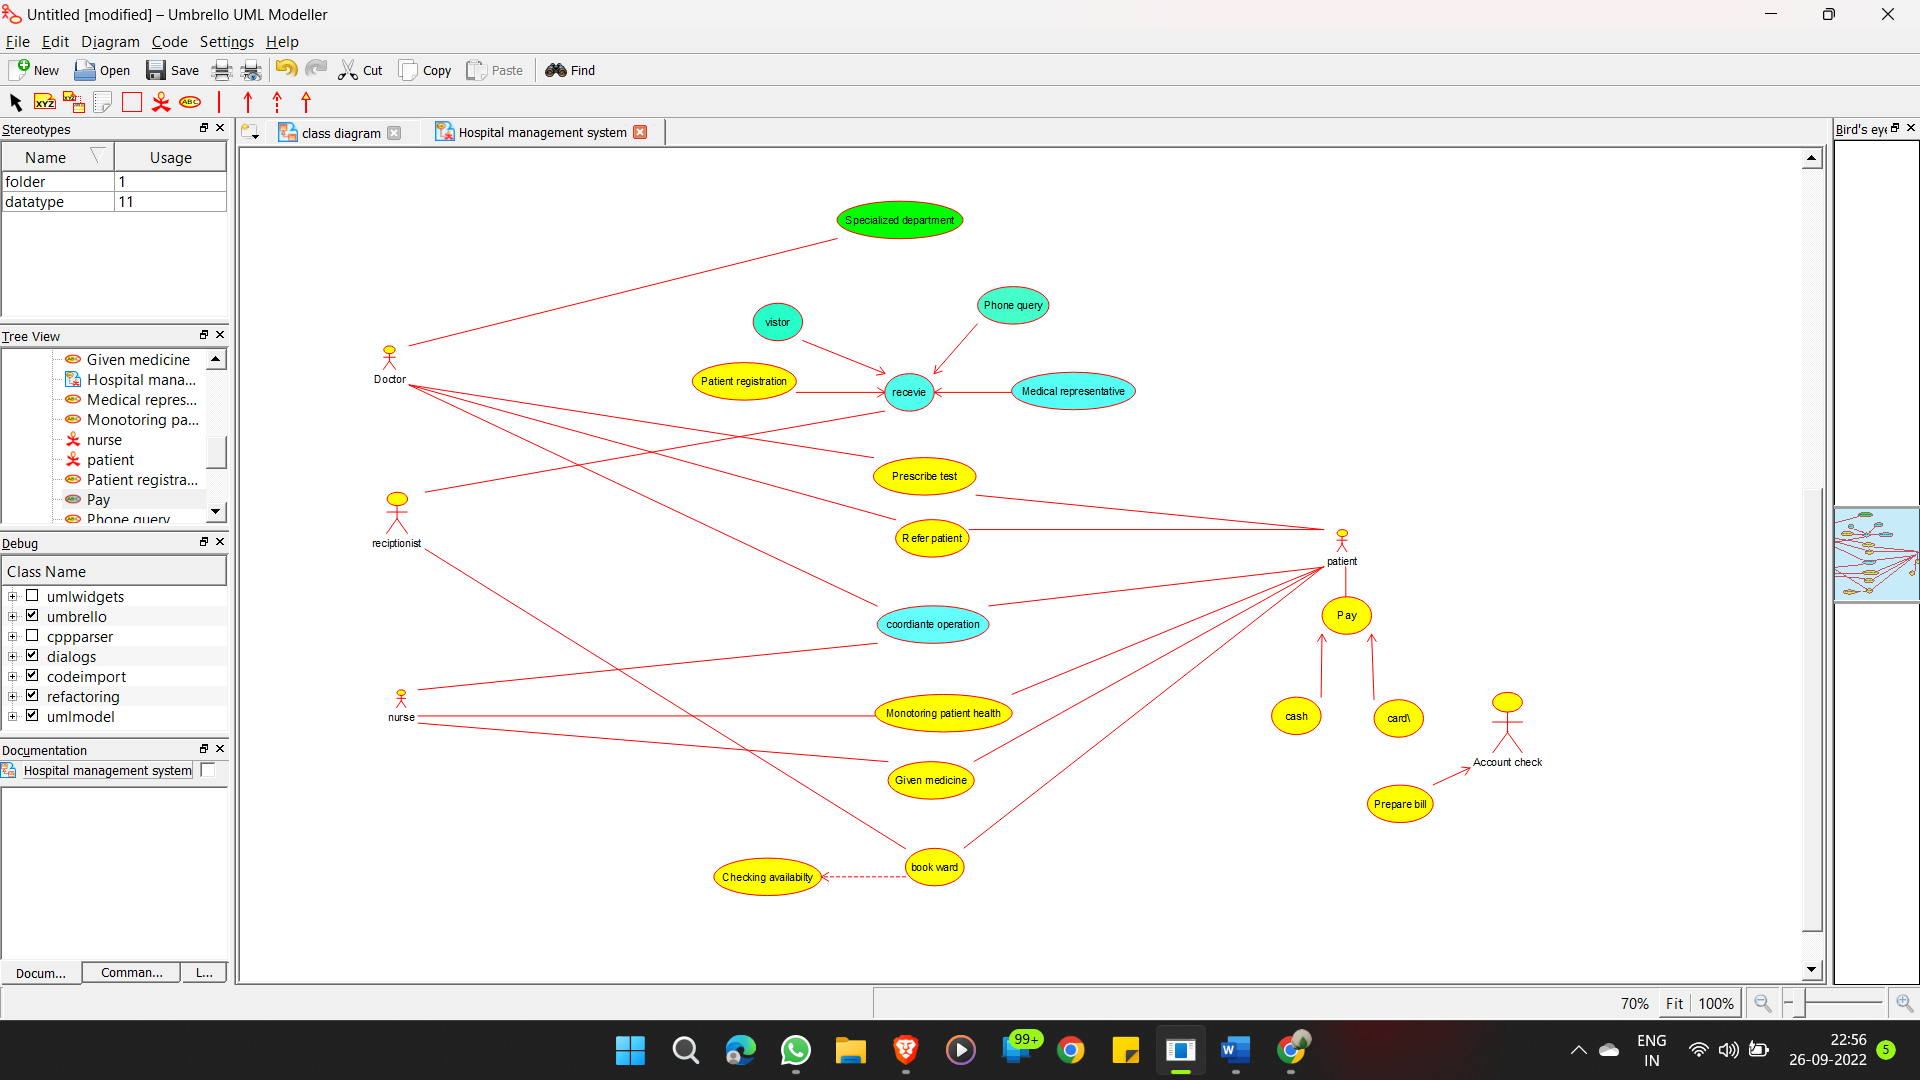 Untitled [modified] – Umbrello UML Modeller
File Edit Diagram Code Settings Help
New Open Save Cut Copy Paste Find
XYZ XYZ ABC
Stereotypes
Name Usage
folder 1
datatype 11
Tree View
Given medicine
Hospital mana...
Medical repres...
Monotoring pa...
nurse
patient
Patient registra...
Pay
Phone query
Debug
Class Name
umlwidgets
umbrello
cppparser
dialogs
codeimport
refactoring
umlmodel
Documentation
Hospital management system
Docum... Comman... L...
class diagram Hospital management system
Bird's eye
Specialized department
Phone query
vistor
Doctor
Patient registration
recevie
Medical representative
Prescribe test
reciptionist
Refer patient
patient
Pay
coordiante operation
nurse
Monotoring patient health
cash
card\
Account check
Given medicine
Prepare bill
book ward
Checking availabilty
70% Fit 100%
99+
ENG
IN
22:56
26-09-2022
5